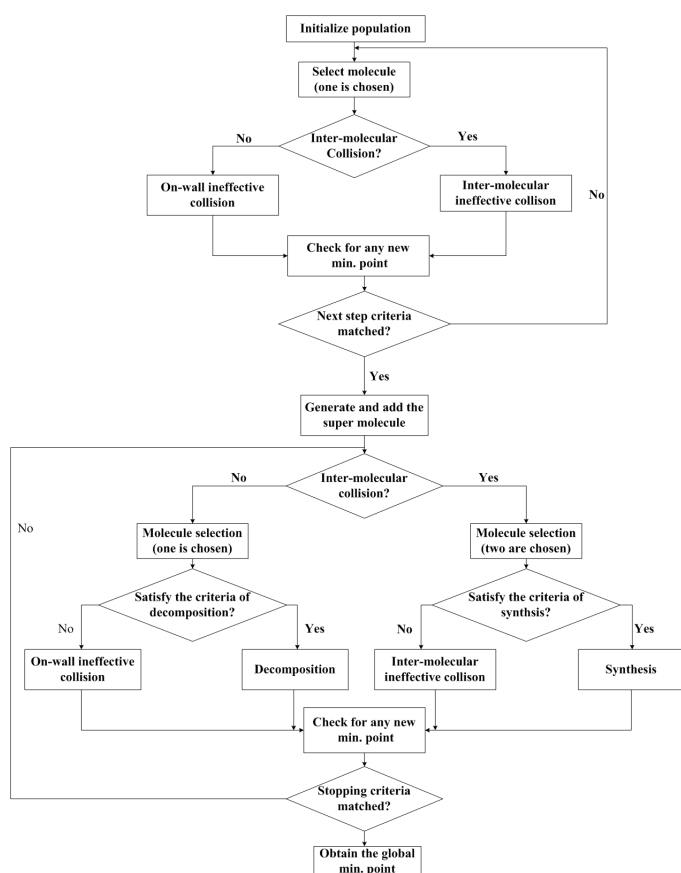 Initialize population
Select molecule
(one is chosen)
No
Inter-molecular
Collision?
Yes
On-wall ineffective
collision
Inter-molecular
ineffective collison
No
Check for any new
min. point
Next step criteria
matched?
Yes
Generate and add the
super molecule
No
Inter-molecular
collision?
Yes
No
Molecule selection
(one is chosen)
Molecule selection
(two are chosen)
Satisfy the criteria of
decomposition?
Satisfy the criteria of
synthsis?
No
Yes
No
Yes
On-wall ineffective
collision
Decomposition
Inter-molecular
ineffective collison
Synthesis
Check for any new
min. point
Stopping criteria
matched?
Obtain the global
min. point